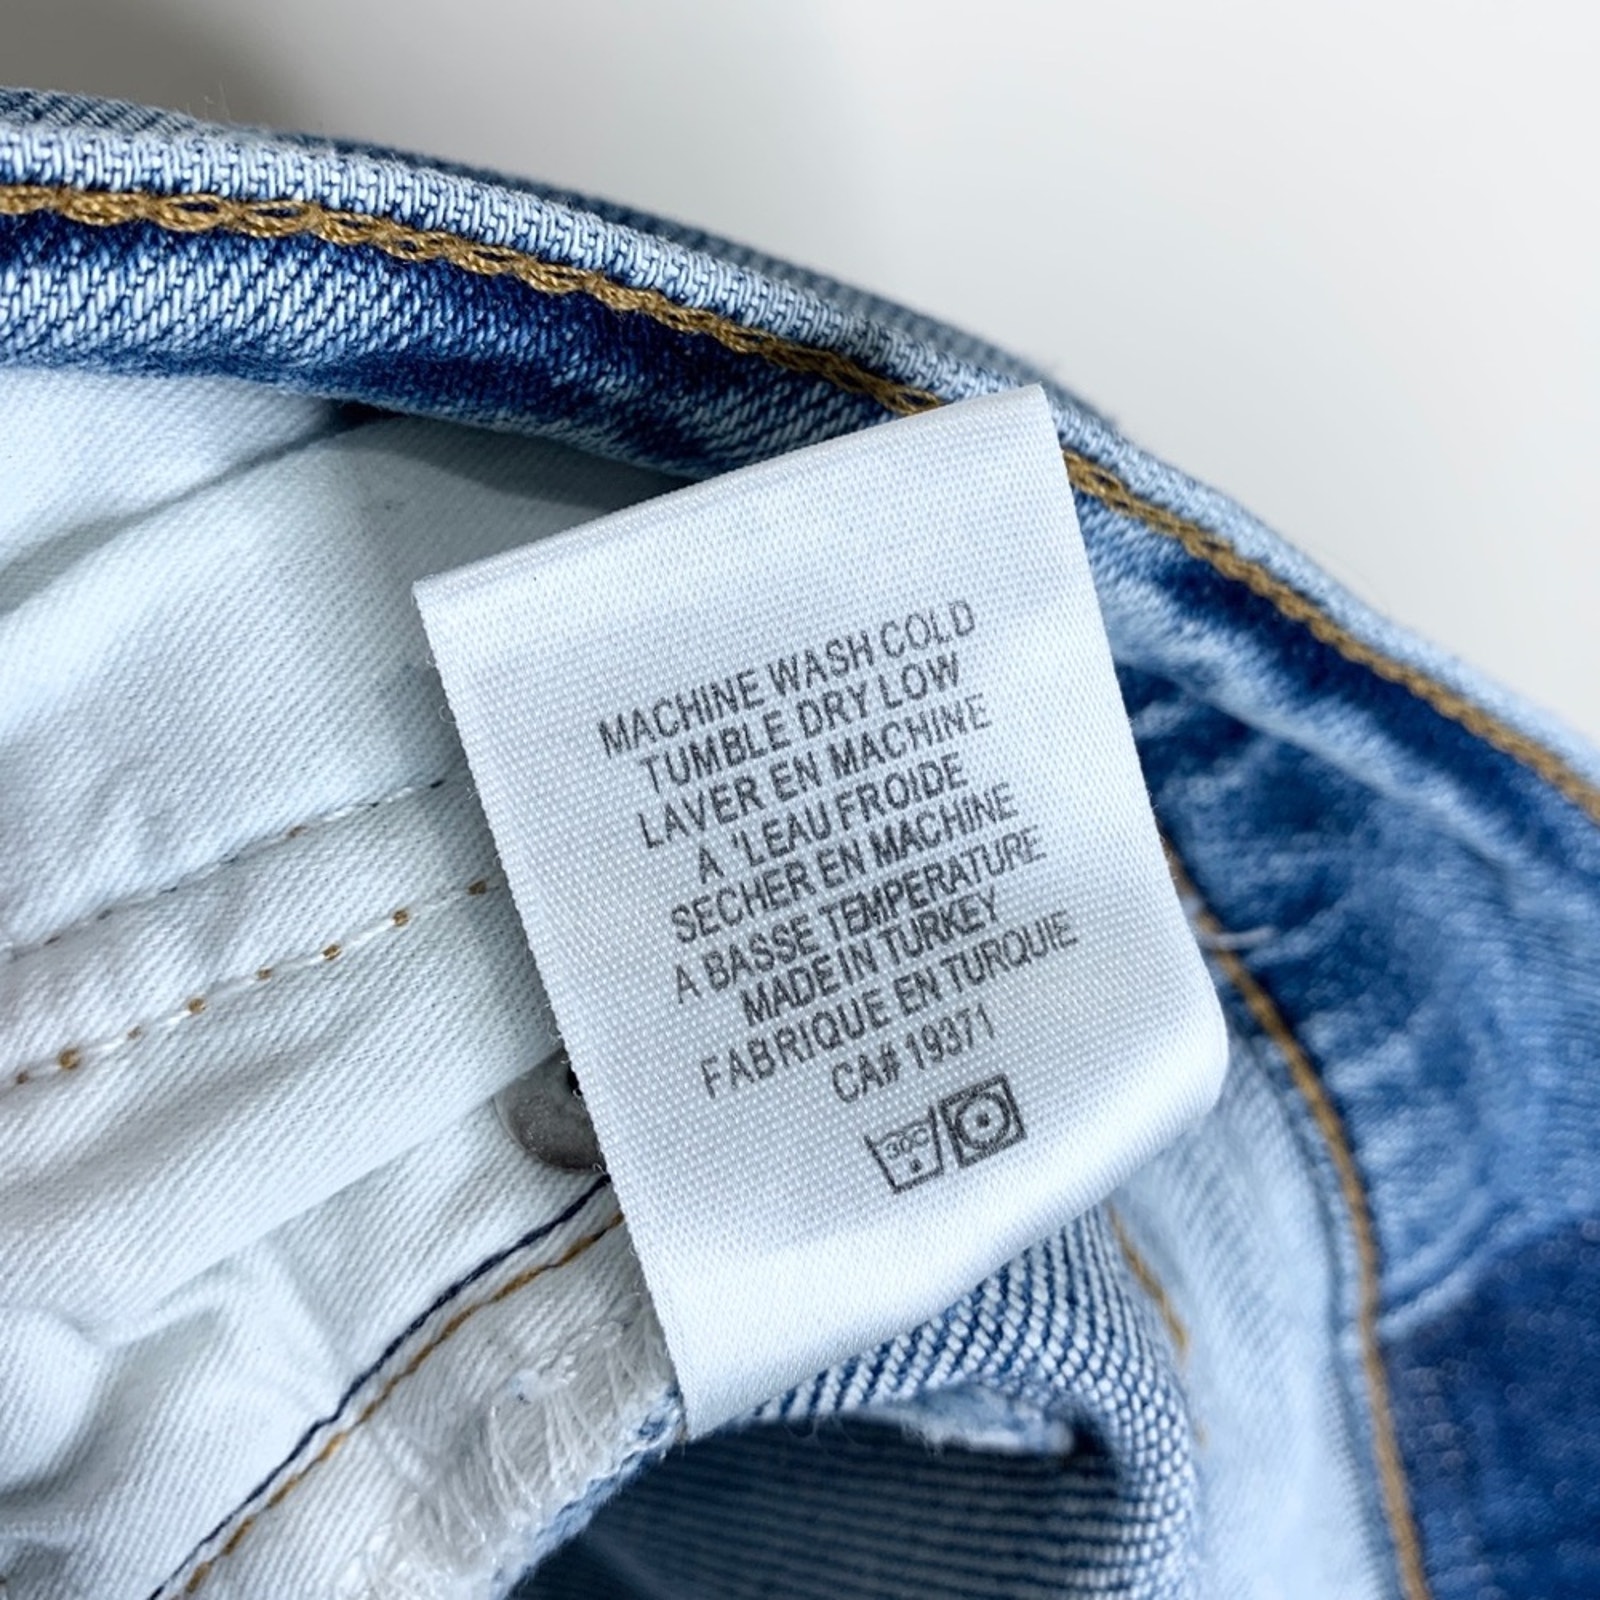 MACHINE WASH COLD
TUMBLE DRY LOW
LAVER EN MACHINE
A 'LEAU FROIDE
SECHER EN MACHINE
A BASSE TEMPERATURE
MADE IN TURKEY
FABRIQUE EN TURQUIE
CA# 19371
30C